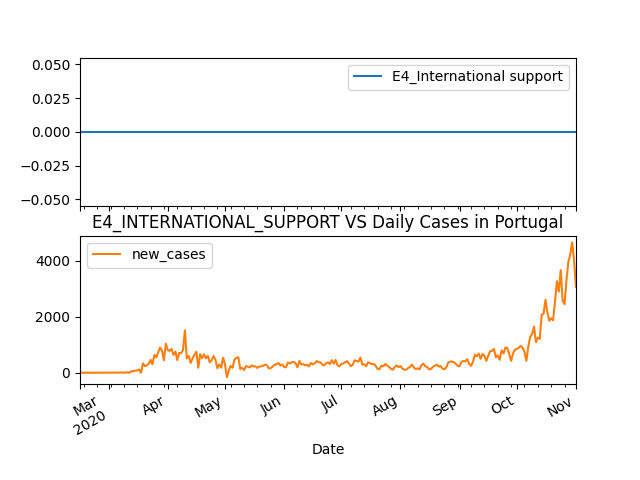 0.050
E4_International support
0.025
0.000
−0.025
−0.050
E4_INTERNATIONAL_SUPPORT VS Daily Cases in Portugal
new_cases
4000
2000
0
Mar
2020
Apr
May
Jun
Jul
Aug
Sep
Oct
Nov
Date